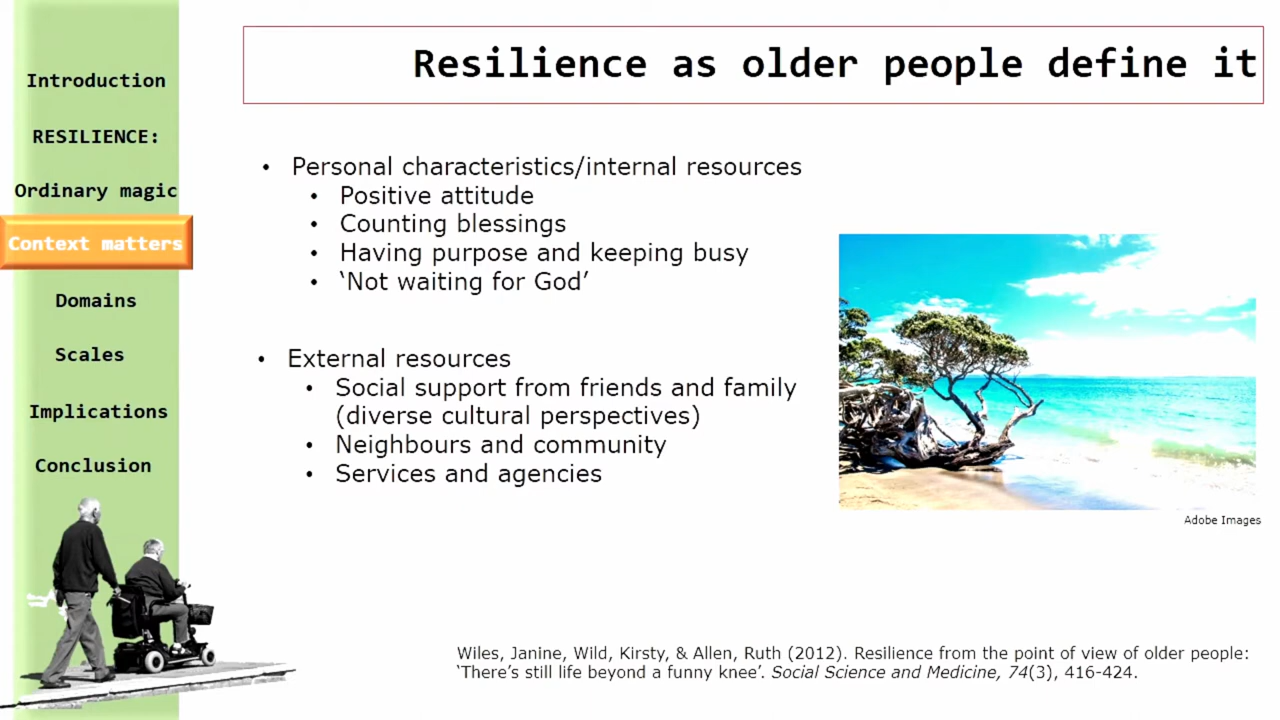 Introduction
RESILIENCE:
Ordinary magic
Context matters
Domains
Scales
Implications
Conclusion
Resilience as older people define it
• Personal characteristics/internal resources
• Positive attitude
• Counting blessings
• Having purpose and keeping busy
• ‘Not waiting for God’
• External resources
• Social support from friends and family
(diverse cultural perspectives)
• Neighbours and community
• Services and agencies
Adobe Images
Wiles, Janine, Wild, Kirsty, & Allen, Ruth (2012). Resilience from the point of view of older people:
‘There’s still life beyond a funny knee’. Social Science and Medicine, 74(3), 416-424.